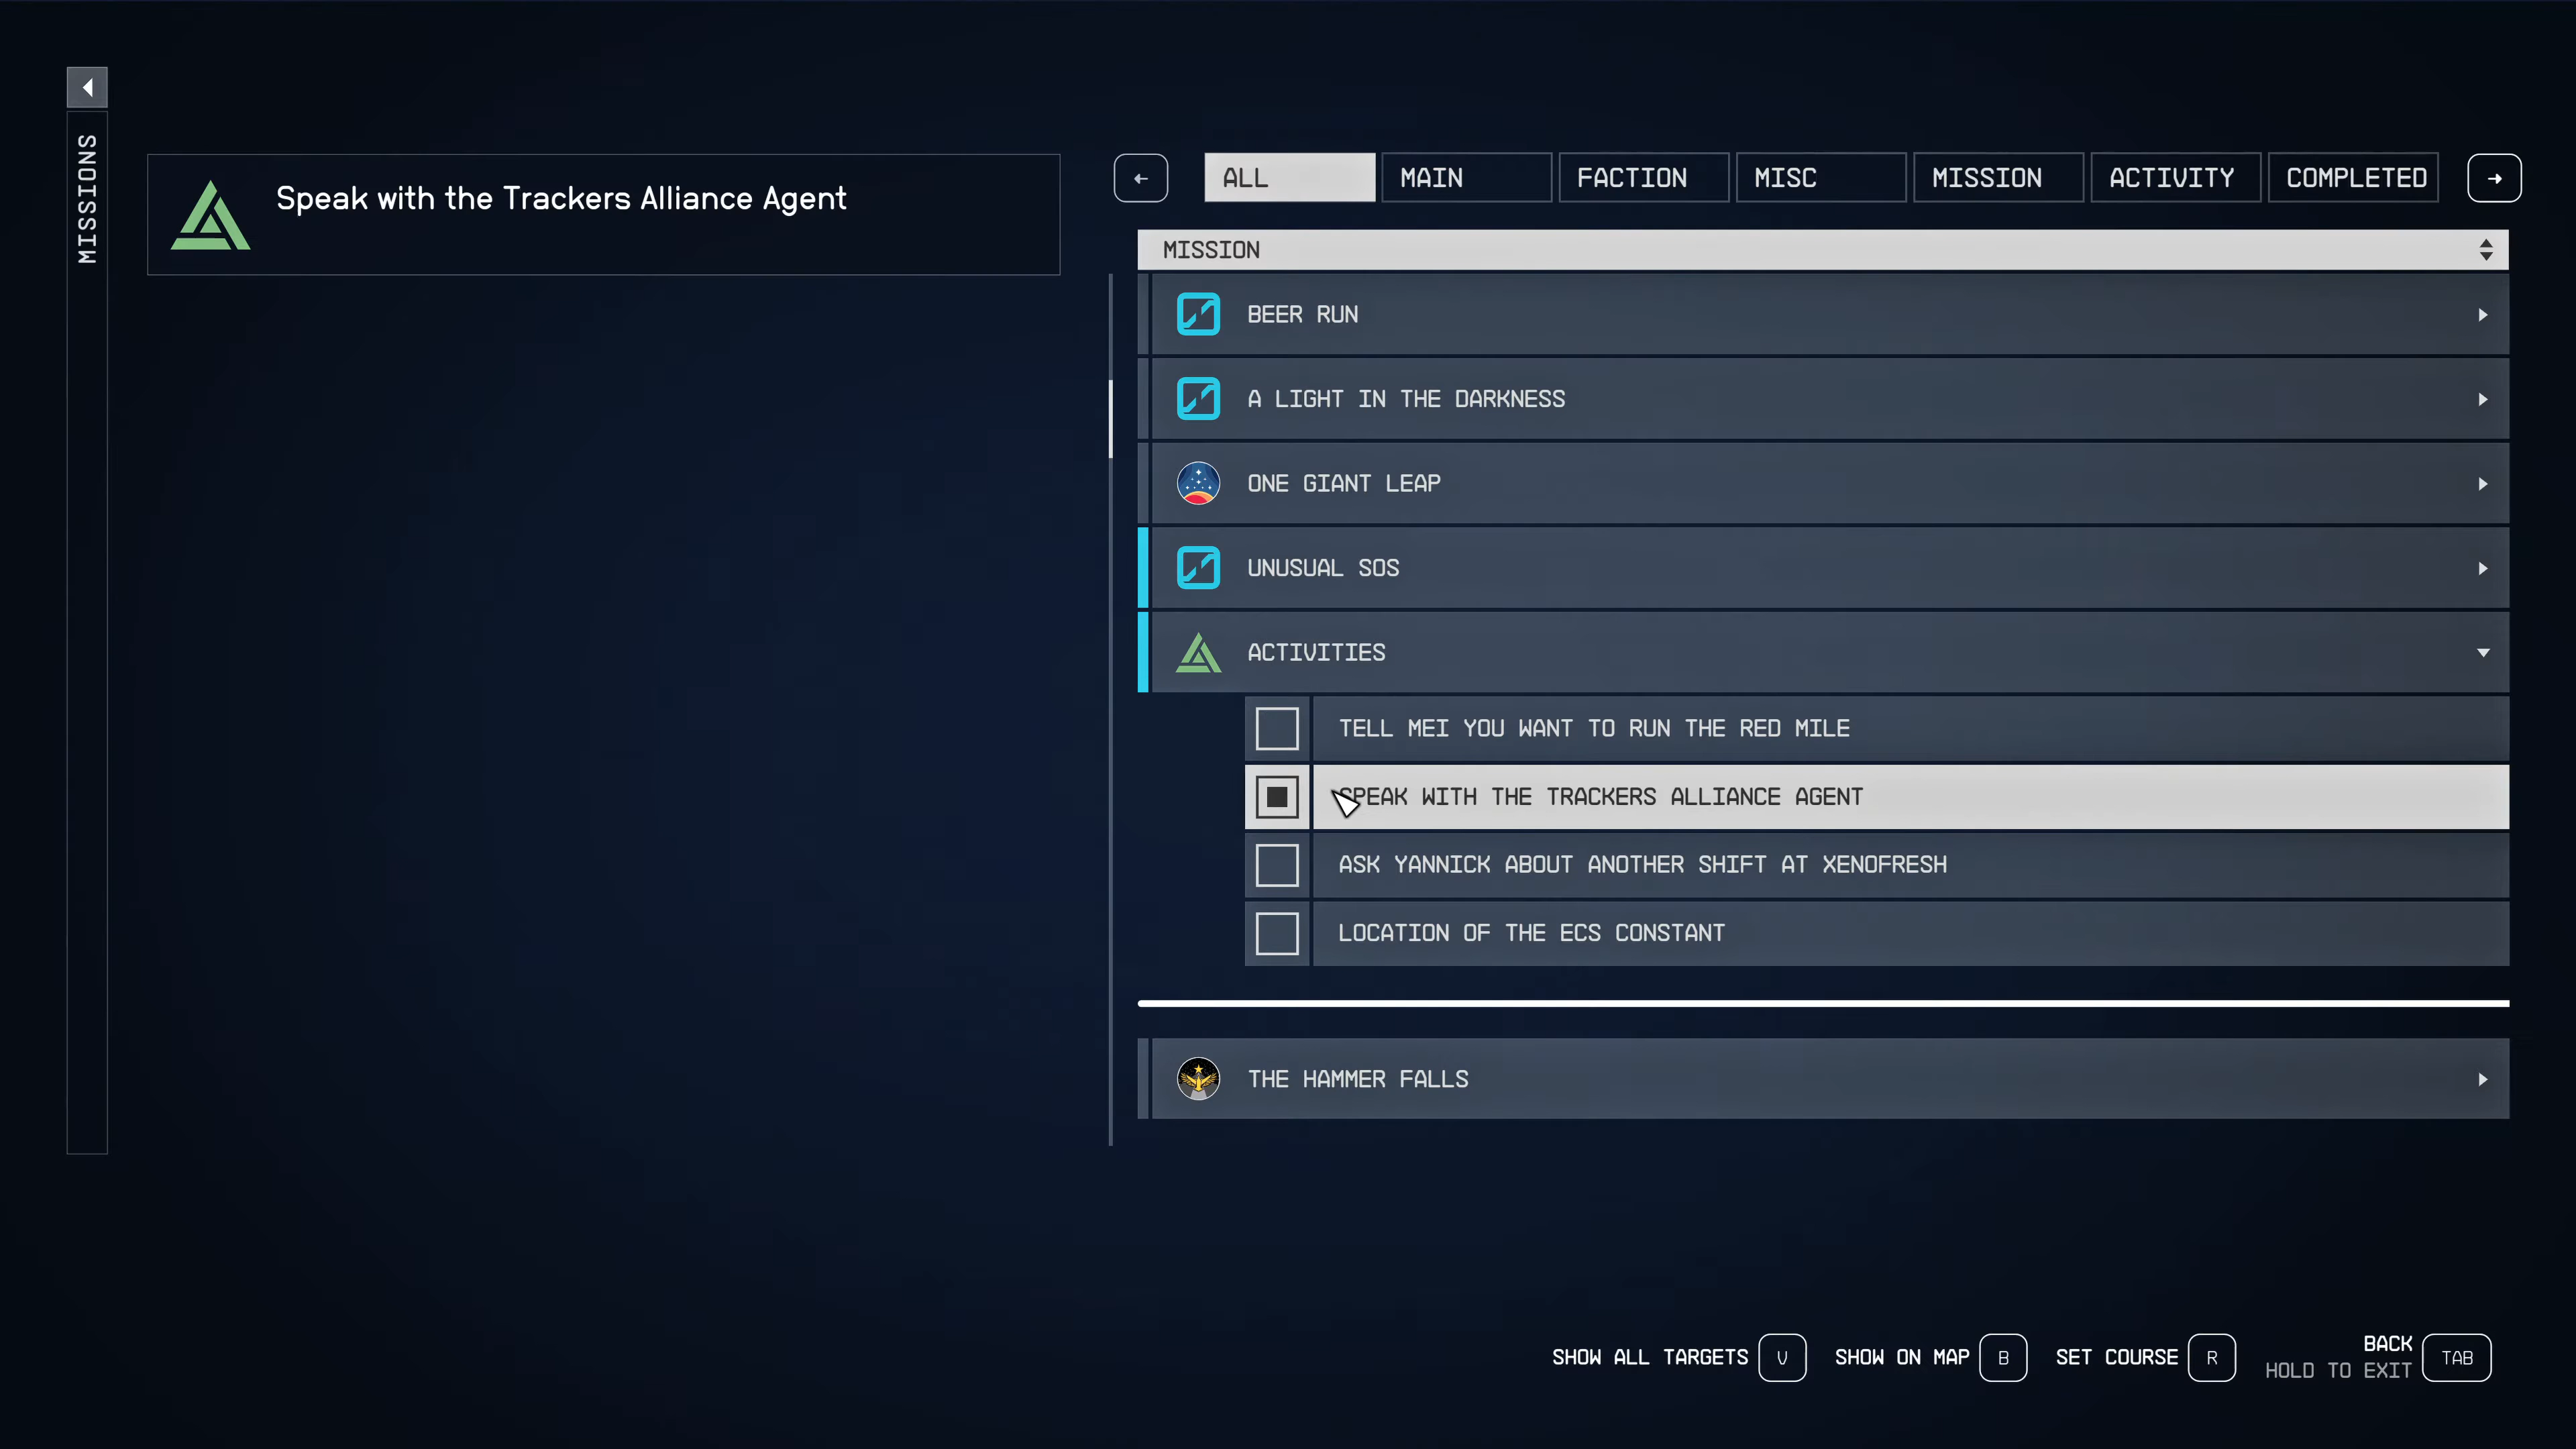 MISSIONS
Speak with the Trackers Alliance Agent
ALL
MAIN
FACTION
MISC
MISSION
ACTIVITY
COMPLETED
MISSION
BEER RUN
A LIGHT IN THE DARKNESS
ONE GIANT LEAP
UNUSUAL SOS
ACTIVITIES
TELL MEI YOU WANT TO RUN THE RED MILE
SPEAK WITH THE TRACKERS ALLIANCE AGENT
ASK YANNICK ABOUT ANOTHER SHIFT AT XENOFRESH
LOCATION OF THE ECS CONSTANT
THE HAMMER FALLS
SHOW ALL TARGETS V
SHOW ON MAP B
SET COURSE R
BACK
HOLD TO EXIT
TAB